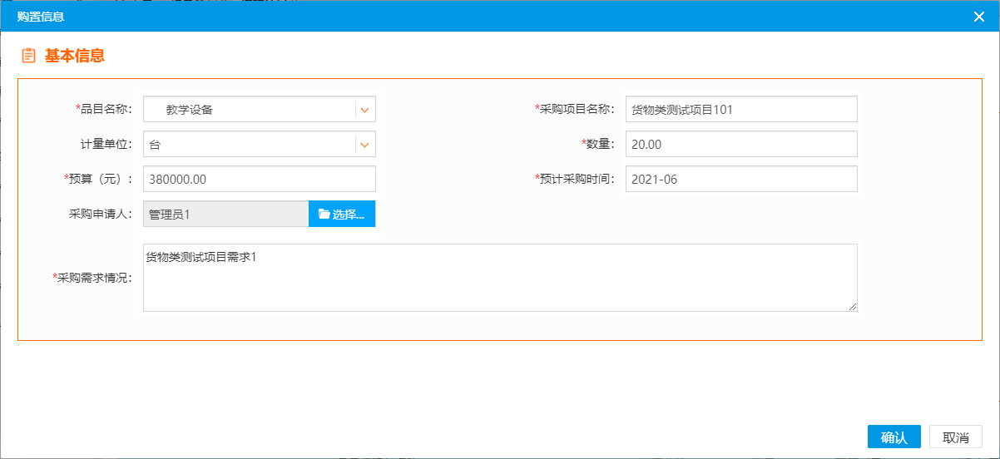 购置信息
基本信息
*品目名称： 教学设备 *采购项目名称： 货物类测试项目101
计量单位： 台 *数量： 20.00
*预算（元）： 380000.00 *预计采购时间： 2021-06
采购申请人： 管理员1 选择...
*采购需求情况： 货物类测试项目需求1
确认 取消